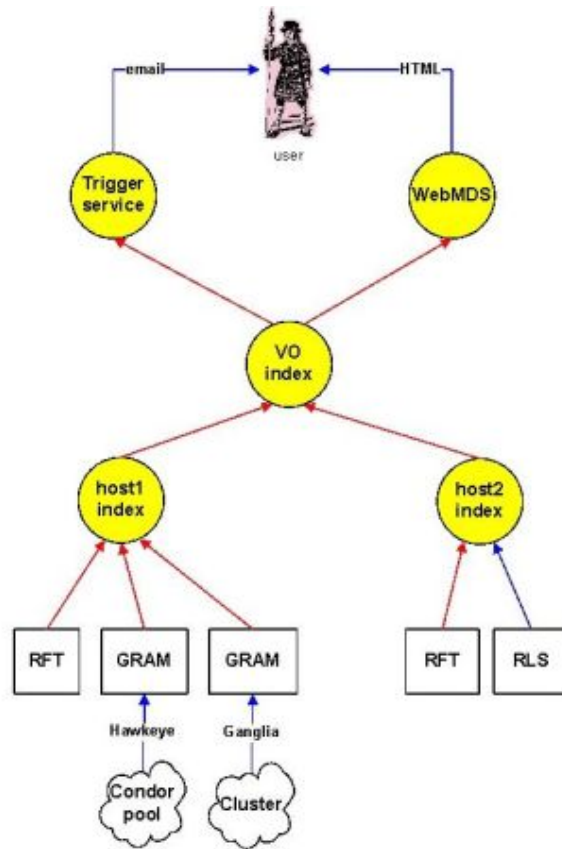 email
HTML
user
Trigger
service
WebMDS
VO
index
host1
index
host2
index
RFT
GRAM
GRAM
RFT
RLS
Hawkeye
Ganglia
Condor
pool
Cluster